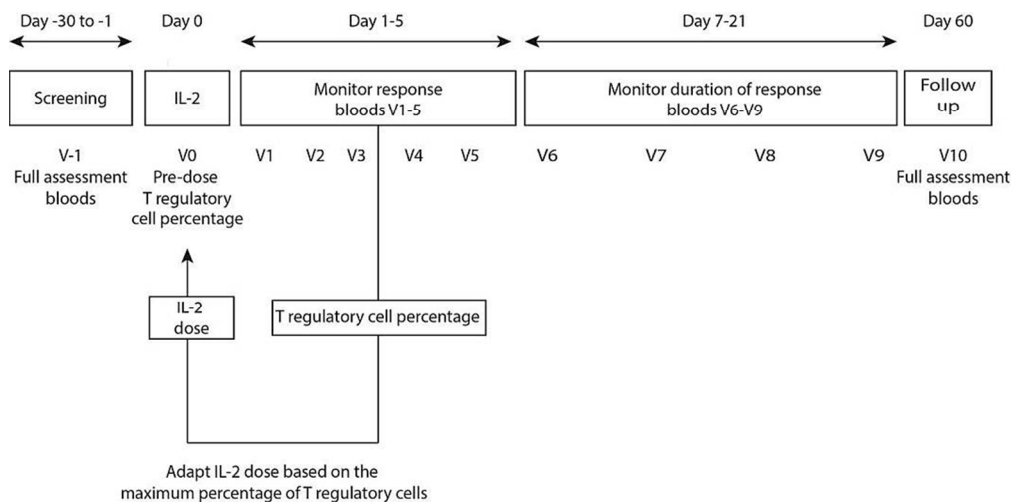 Day -30 to -1
Day 0
Day 1-5
Day 7-21
Day 60
Screening
IL-2
Monitor response
bloods V1-5
Monitor duration of response
bloods V6-V9
Follow
up
V-1
Full assessment
bloods
V0
Pre-dose
T regulatory
cell percentage
V1
V2
V3
V4
V5
V6
V7
V8
V9
V10
Full assessment
bloods
IL-2
dose
T regulatory cell percentage
Adapt IL-2 dose based on the
maximum percentage of T regulatory cells